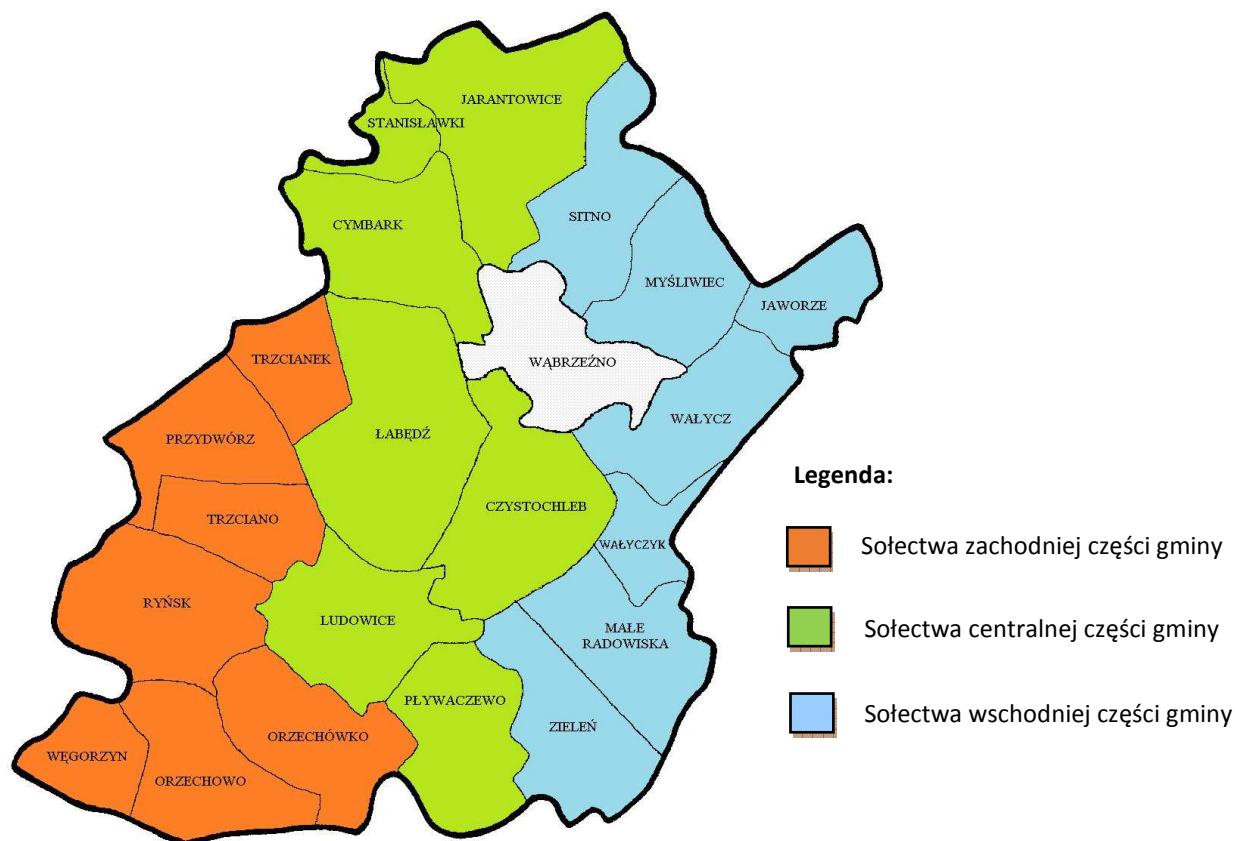 JARANTOWICE
STANISŁAWKI
CYMBARK
SITNO
MYŚLIWIEC
JAWORZE
TRZCIANEK
WĄBRZEŹNO
WAŁYCZ
PRZYDWÓRZ
ŁABĘDŹ
CZYSTOCHLEB
TRZCIANO
WAŁYCZYK
RYŃSK
LUDOWICE
MAŁE
RADOWISKA
PŁYWACZEWO
ZIELEŃ
ORZECHÓWKO
WĘGORZYN
ORZECHOWO
Legenda:
Sołectwa zachodniej części gminy
Sołectwa centralnej części gminy
Sołectwa wschodniej części gminy